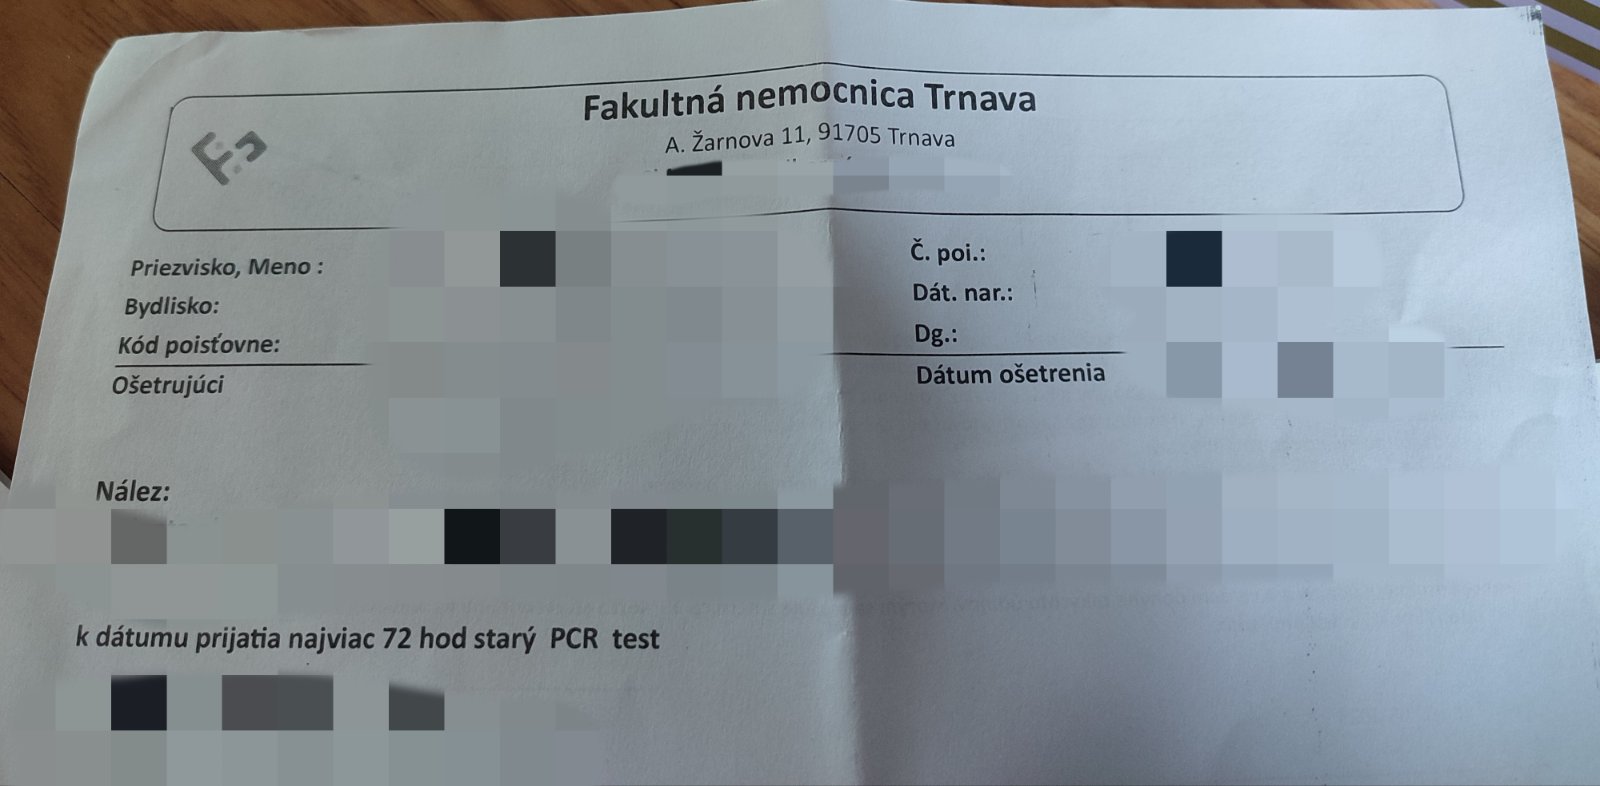 Fakultná nemocnica Trnava
A. Žarnova 11, 91705 Trnava
Priezvisko, Meno :
Bydlisko:
Kód poisťovne:
Ošetrujúci
Č. poi.:
Dát. nar.:
Dg.:
Dátum ošetrenia
Nález:
k dátumu prijatia najviac 72 hod starý PCR test